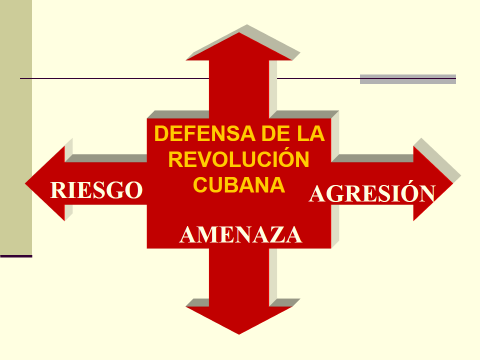 DEFENSA DE LA
REVOLUCIÓN
CUBANA
RIESGO
AGRESIÓN
AMENAZA